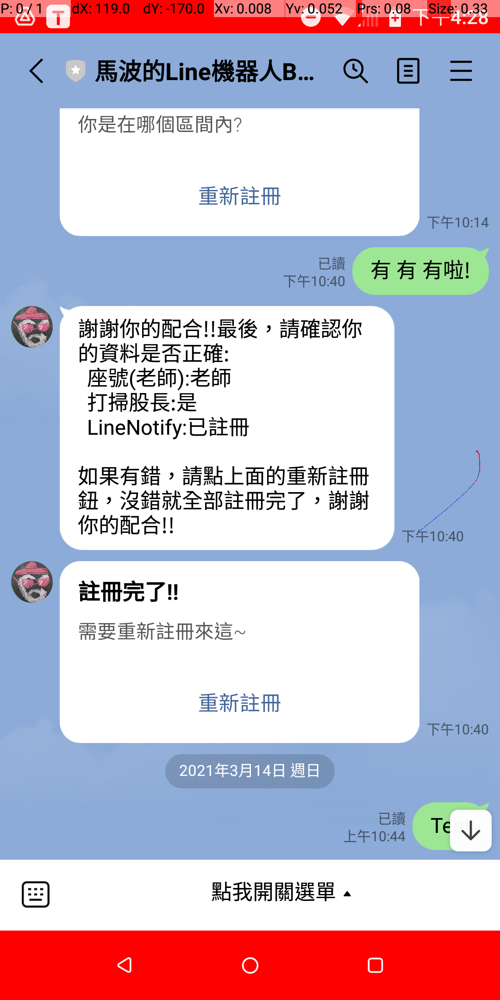 P: 0 / 1 dX: 119.0 dY: -170.0 Xv: 0.008 Yv: 0.052 Prs: 0.08 Size: 0.33
T 下午4:28
馬波的Line機器人B...
你是在哪個區間內?
重新註冊
下午10:14
已讀
下午10:40
有 有 有啦!
謝謝你的配合!!最後，請確認你
的資料是否正確:
座號(老師):老師
打掃股長:是
LineNotify:已註冊
如果有錯，請點上面的重新註冊
鈕，沒錯就全部註冊完了，謝謝
你的配合!!
下午10:40
註冊完了!!
需要重新註冊來這~
重新註冊
下午10:40
2021年3月14日 週日
已讀
上午10:44
Test
點我開關選單